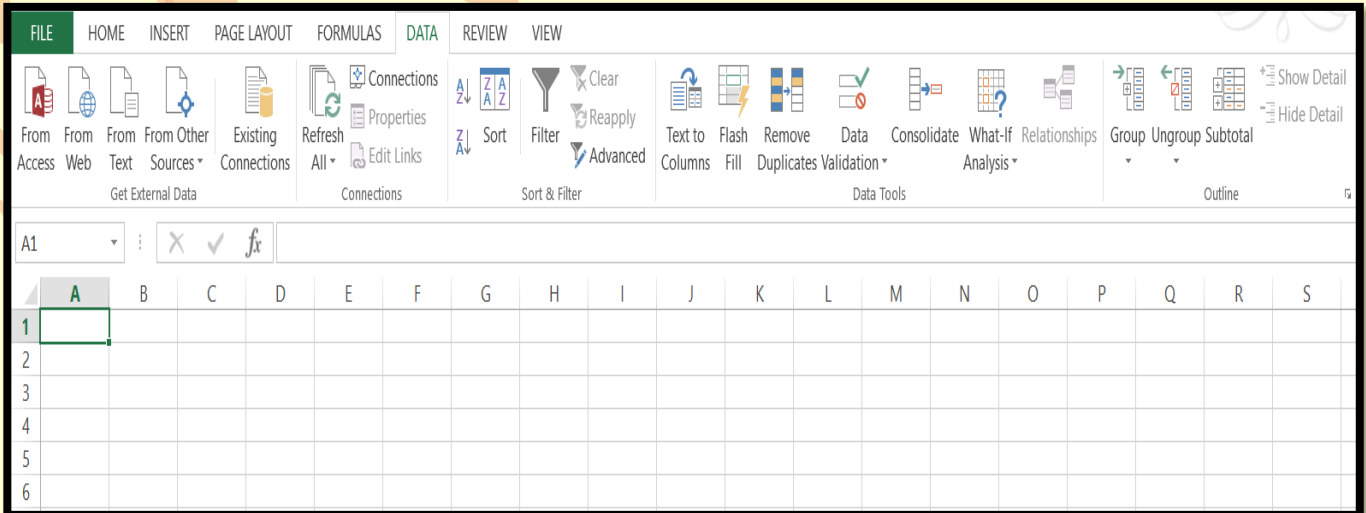 FILE HOME INSERT PAGE LAYOUT FORMULAS DATA REVIEW VIEW
Connections Clear Show Detail
Properties Reapply Hide Detail
From From From From Other Existing Refresh Sort Filter Text to Flash Remove Data Consolidate What-If Relationships Group Ungroup Subtotal
Edit Links Advanced
Access Web Text Sources Connections All Columns Fill Duplicates Validation Analysis
Get External Data Connections Sort & Filter Data Tools Outline
A1 fx
A B C D E F G H I J K L M N O P Q R S
1
2
3
4
5
6